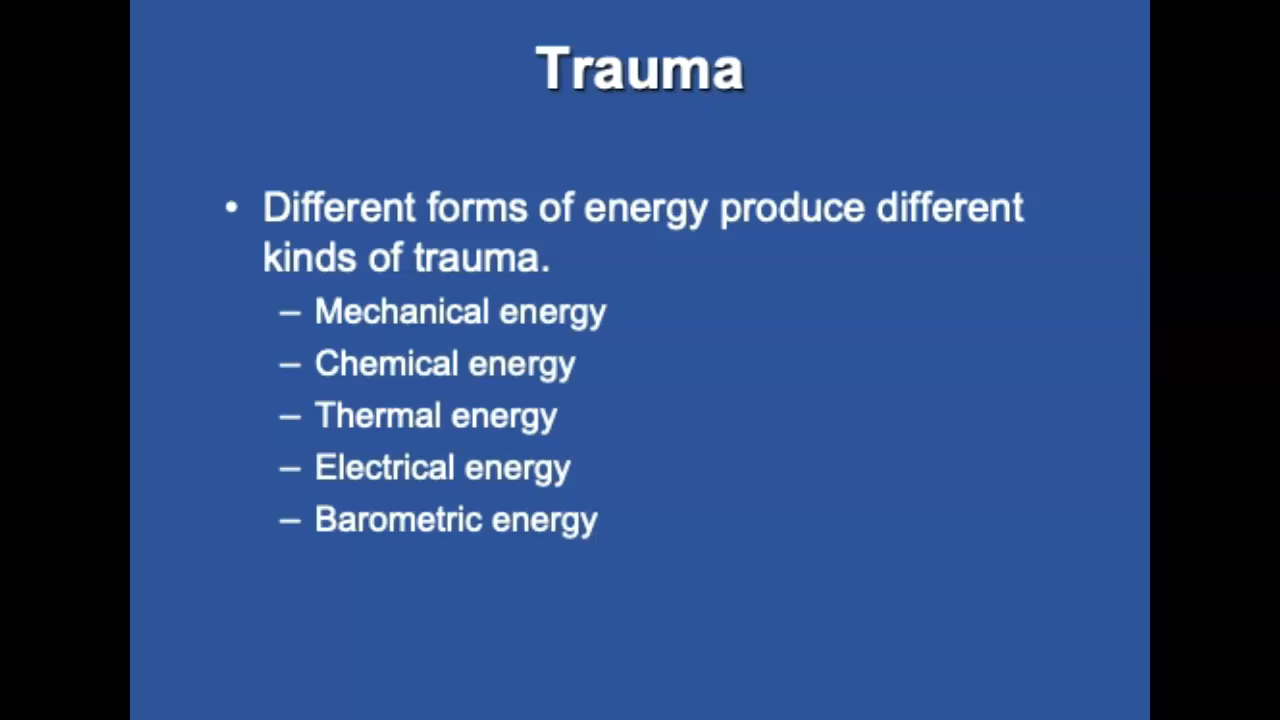 Trauma
• Different forms of energy produce different
kinds of trauma.
– Mechanical energy
– Chemical energy
– Thermal energy
– Electrical energy
– Barometric energy